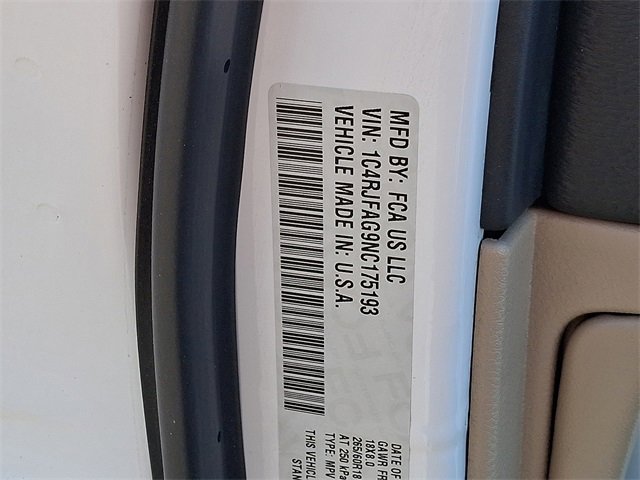 MFD BY: FCA US LLC
VIN: 1C4RJFAG9NC175193
VEHICLE MADE IN: U.S.A.
DATE OF
GAWR FR
18X8.0
265/60R18
AT 250 kPa
TYPE: MPV
THIS VEHICL
STAN